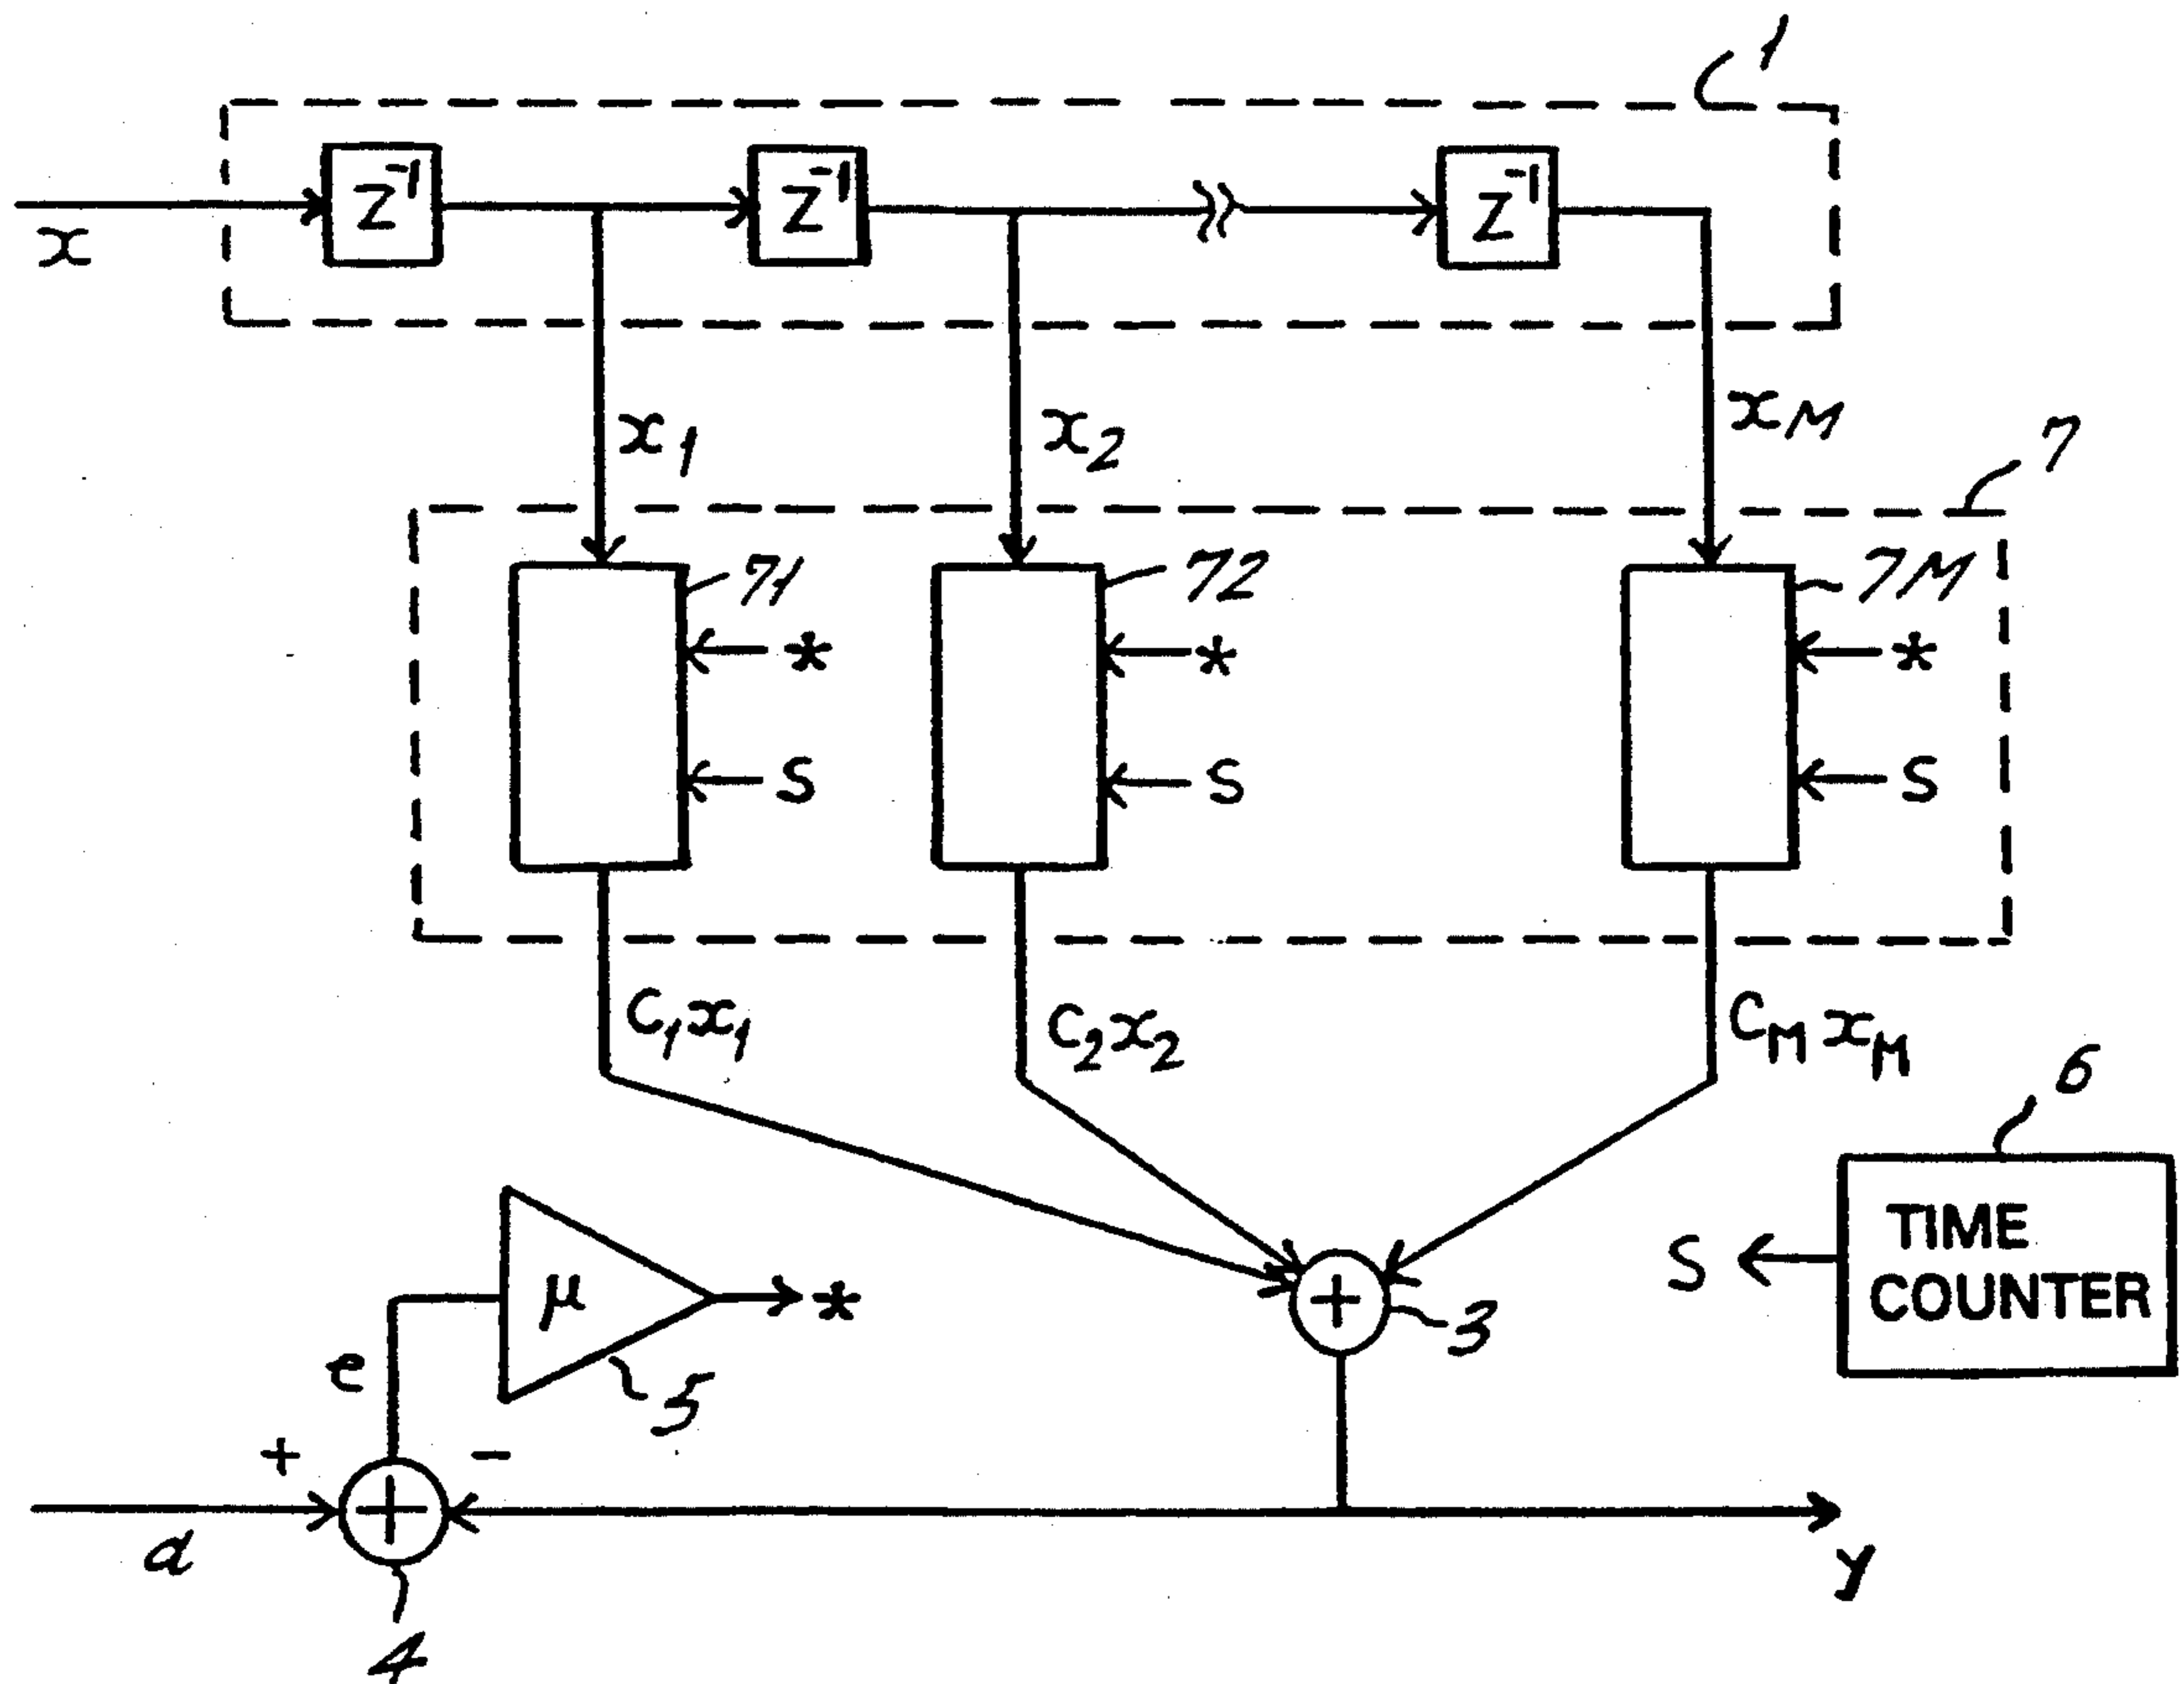 1
x
Z⁻¹
Z⁻¹
Z⁻¹
x₁
x₂
x_M
7
71
72
7M
*
*
*
S
S
S
C₁x₁
C₂x₂
C_M x_M
6
TIME
COUNTER
S
μ
*
+
3
e
5
+
−
+
d
y
4